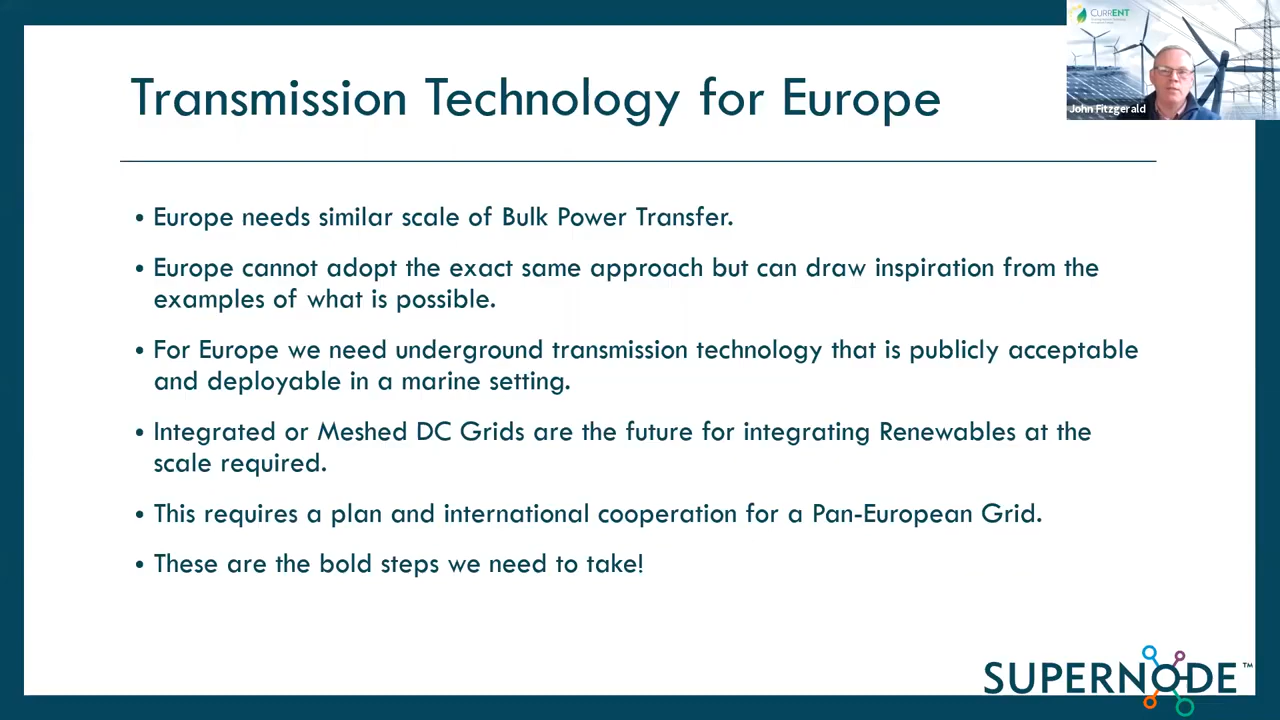 CURRENT
John Fitzgerald
Transmission Technology for Europe
• Europe needs similar scale of Bulk Power Transfer.
• Europe cannot adopt the exact same approach but can draw inspiration from the
examples of what is possible.
• For Europe we need underground transmission technology that is publicly acceptable
and deployable in a marine setting.
• Integrated or Meshed DC Grids are the future for integrating Renewables at the
scale required.
• This requires a plan and international cooperation for a Pan-European Grid.
• These are the bold steps we need to take!
SUPERNODE™